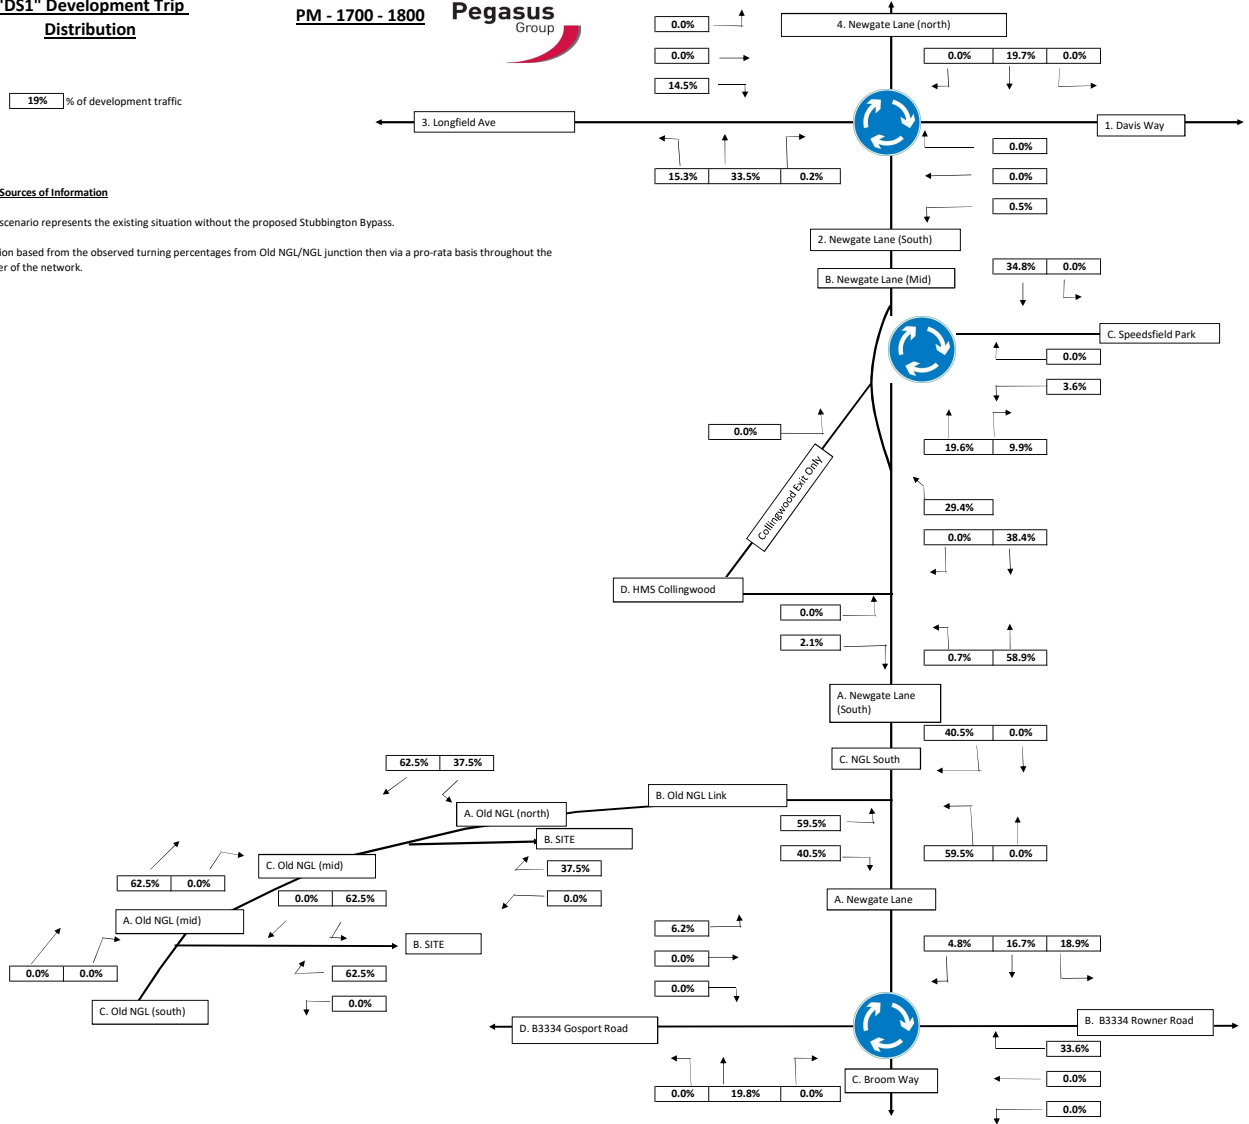 "DS1" Development Trip
Distribution
PM - 1700 - 1800
Pegasus
Group
0.0%
4. Newgate Lane (north)
0.0%
0.0% 19.7% 0.0%
14.5%
19% % of development traffic
3. Longfield Ave
1. Davis Way
0.0%
15.3% 33.5% 0.2%
0.0%
Sources of Information
0.5%
scenario represents the existing situation without the proposed Stubbington Bypass.
2. Newgate Lane (South)
ion based from the observed turning percentages from Old NGL/NGL junction then via a pro-rata basis throughout the
er of the network.
34.8% 0.0%
B. Newgate Lane (Mid)
C. Speedsfield Park
0.0%
3.6%
0.0%
19.6% 9.9%
Collingwood Exit Only
29.4%
0.0% 38.4%
D. HMS Collingwood
0.0%
2.1%
0.7% 58.9%
A. Newgate Lane
(South)
40.5% 0.0%
C. NGL South
62.5% 37.5%
B. Old NGL Link
A. Old NGL (north)
59.5%
B. SITE
40.5%
59.5% 0.0%
C. Old NGL (mid)
37.5%
62.5% 0.0%
0.0% 62.5%
0.0%
A. Newgate Lane
A. Old NGL (mid)
6.2%
B. SITE
4.8% 16.7% 18.9%
0.0%
0.0% 0.0%
62.5%
0.0%
0.0%
C. Old NGL (south)
D. B3334 Gosport Road
B. B3334 Rowner Road
33.6%
C. Broom Way
0.0%
0.0% 19.8% 0.0%
0.0%